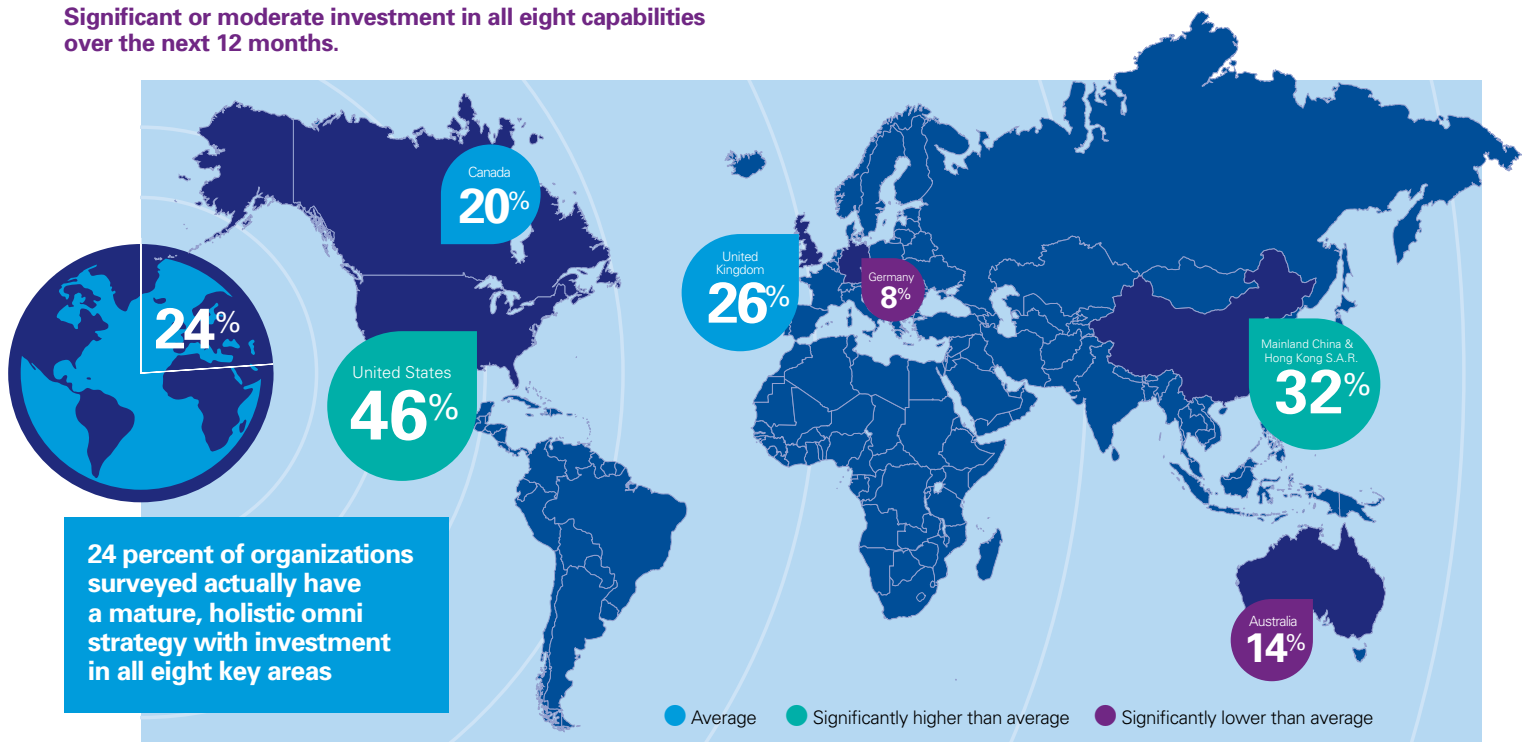 Significant or moderate investment in all eight capabilities
over the next 12 months.
Canada
20%
United
Kingdom
26%
Germany
8%
24%
United States
46%
Mainland China &
Hong Kong S.A.R.
32%
24 percent of organizations
surveyed actually have
a mature, holistic omni
strategy with investment
in all eight key areas
Australia
14%
Average
Significantly higher than average
Significantly lower than average